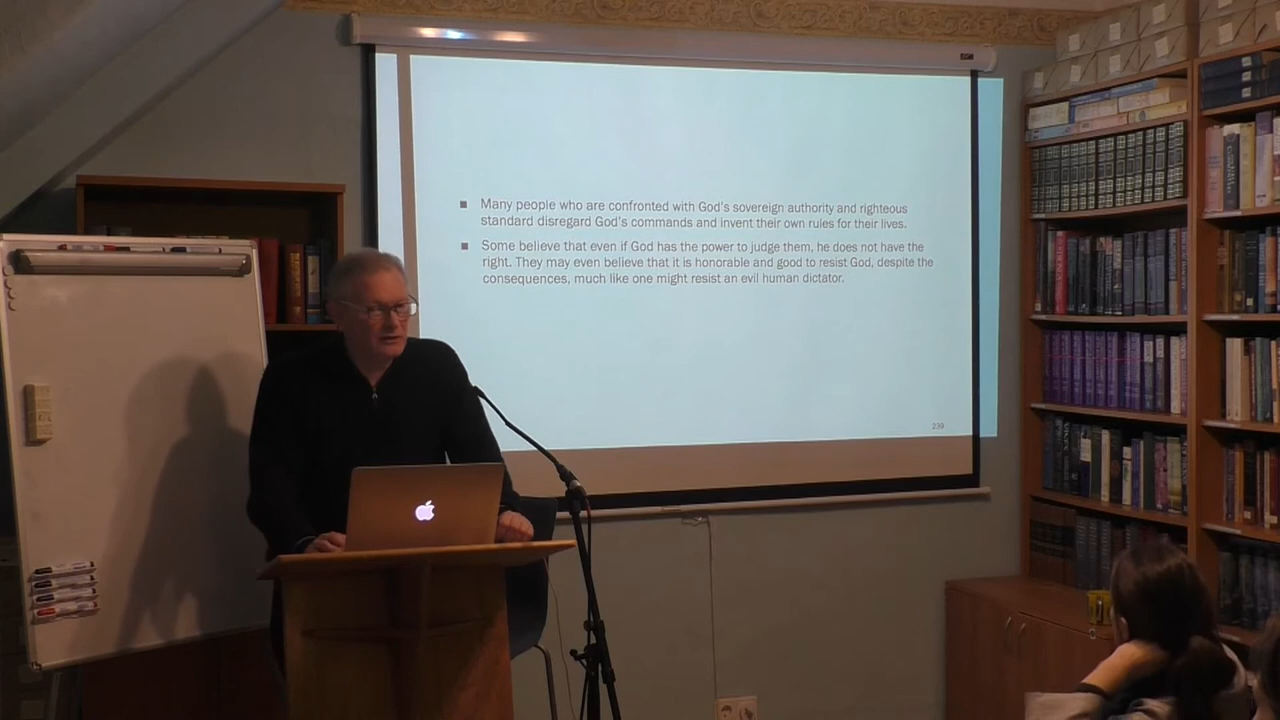 ■ Many people who are confronted with God's sovereign authority and righteous
standard disregard God's commands and invent their own rules for their lives.
■ Some believe that even if God has the power to judge them, he does not have the
right. They may even believe that it is honorable and good to resist God, despite the
consequences, much like one might resist an evil human dictator.
239